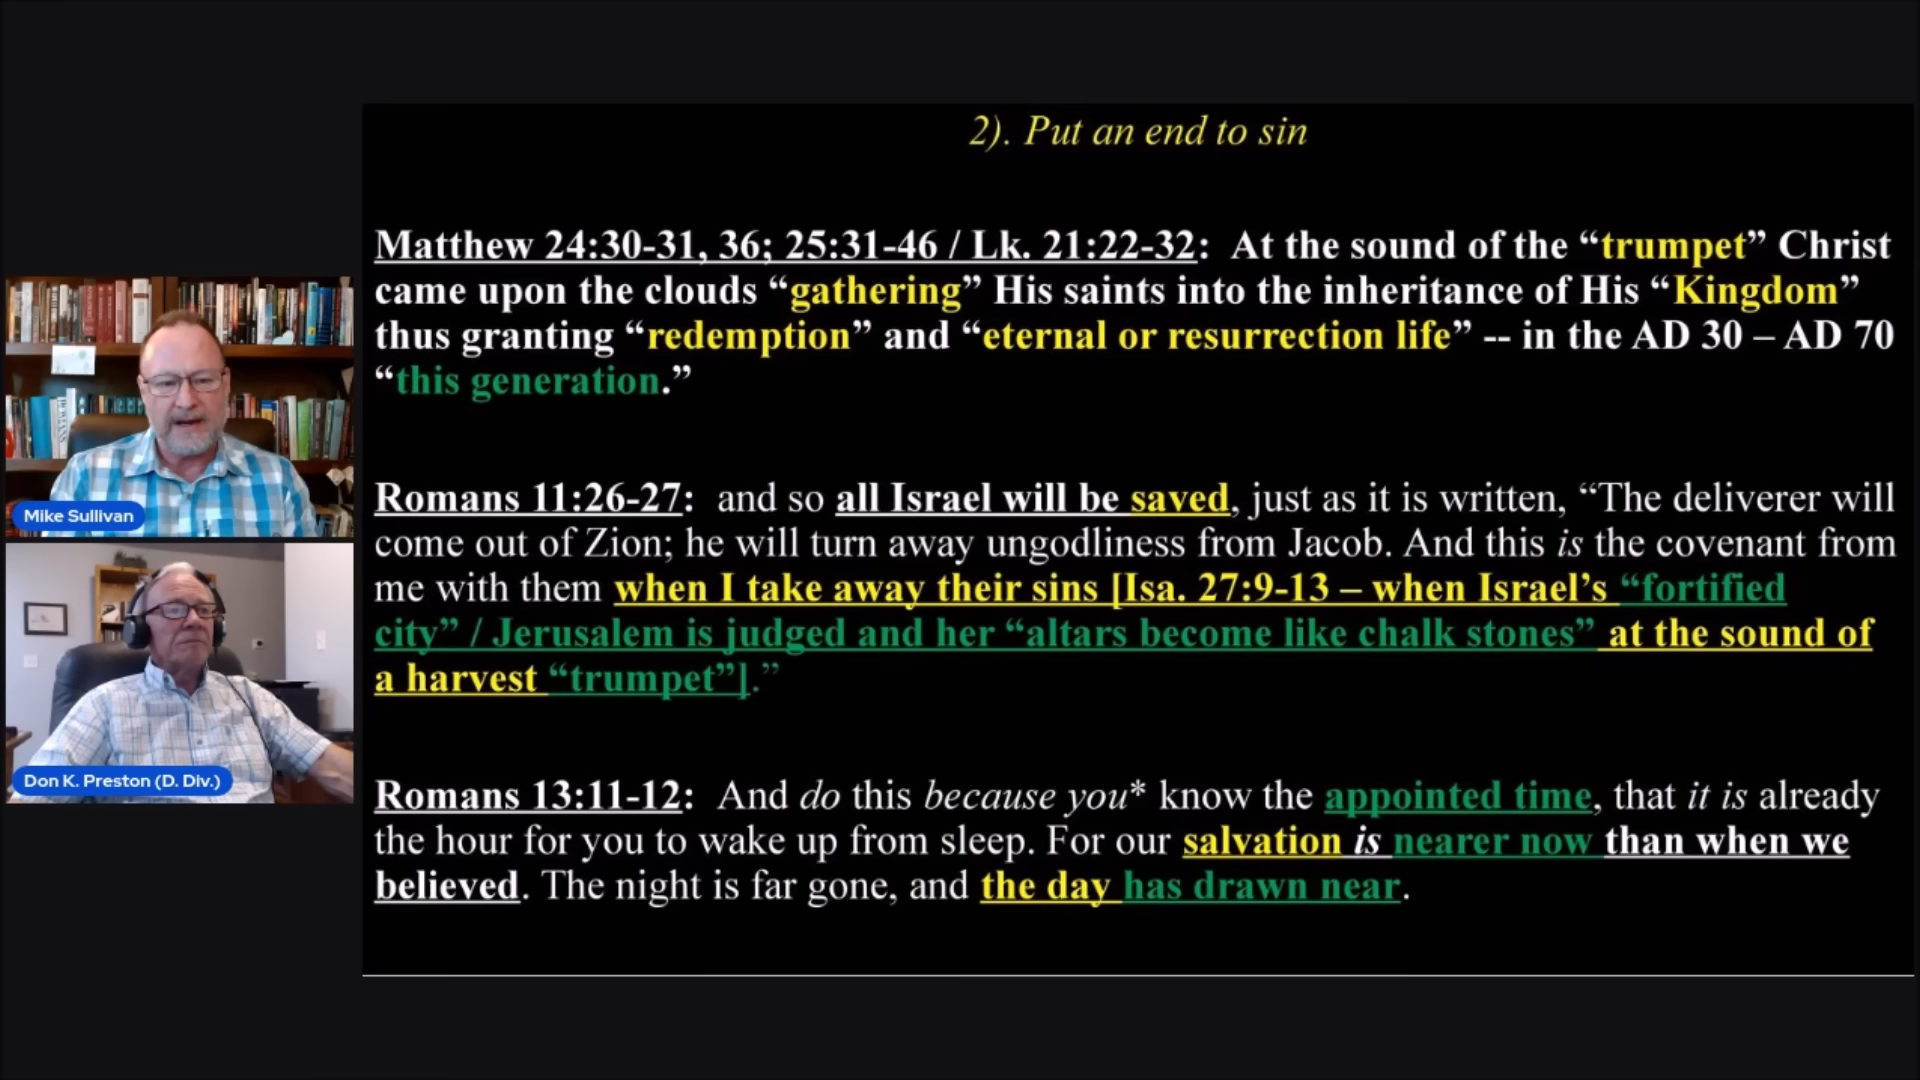 2). Put an end to sin
Matthew 24:30-31, 36; 25:31-46 / Lk. 21:22-32: At the sound of the “trumpet” Christ
came upon the clouds “gathering” His saints into the inheritance of His “Kingdom”
thus granting “redemption” and “eternal or resurrection life” -- in the AD 30 – AD 70
“this generation.”
Romans 11:26-27: and so all Israel will be saved, just as it is written, “The deliverer will
come out of Zion; he will turn away ungodliness from Jacob. And this is the covenant from
me with them when I take away their sins [Isa. 27:9-13 – when Israel’s “fortified
city” / Jerusalem is judged and her “altars become like chalk stones” at the sound of
a harvest “trumpet”].”
Romans 13:11-12: And do this because you* know the appointed time, that it is already
the hour for you to wake up from sleep. For our salvation is nearer now than when we
believed. The night is far gone, and the day has drawn near.
Mike Sullivan
Don K. Preston (D. Div.)